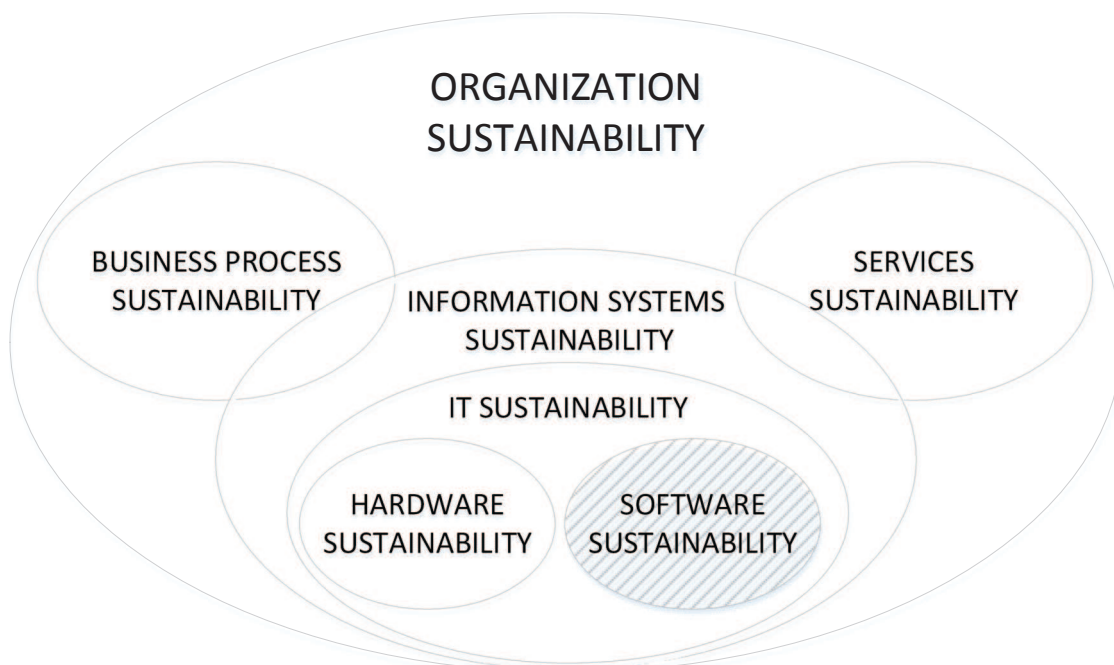 ORGANIZATION
SUSTAINABILITY
BUSINESS PROCESS
SUSTAINABILITY
SERVICES
SUSTAINABILITY
INFORMATION SYSTEMS
SUSTAINABILITY
IT SUSTAINABILITY
HARDWARE
SUSTAINABILITY
SOFTWARE
SUSTAINABILITY